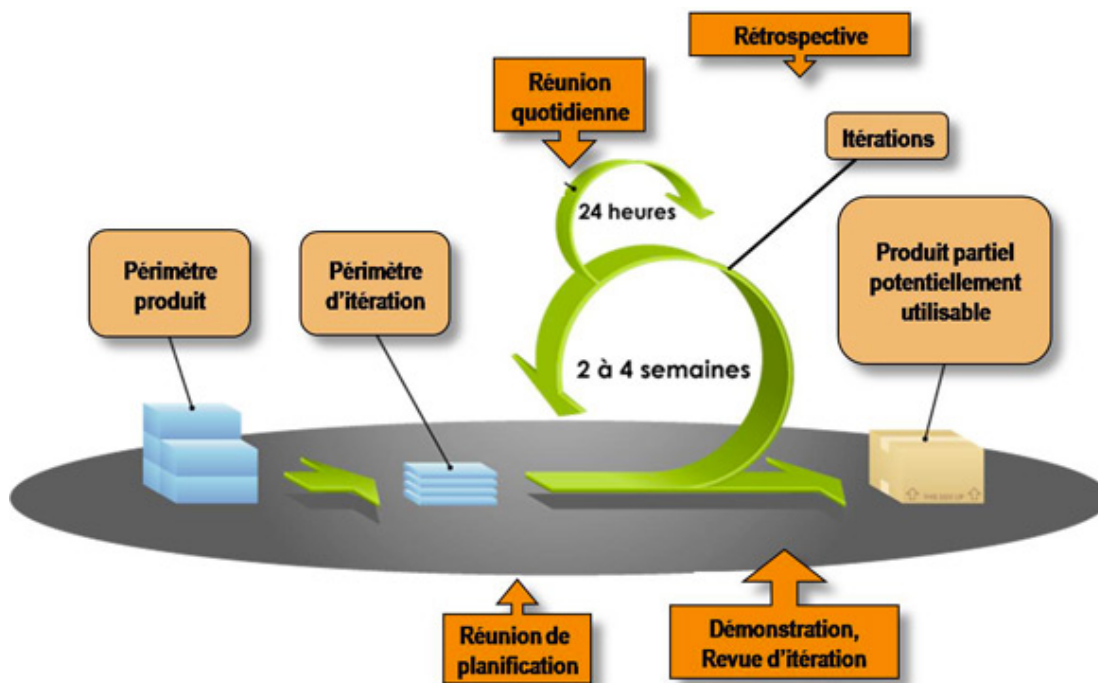 Rétrospective
Réunion
quotidienne
Itérations
24 heures
Périmètre
produit
Périmètre
d'itération
Produit partiel
potentiellement
utilisable
2 à 4 semaines
Réunion de
planification
Démonstration,
Revue d'itération